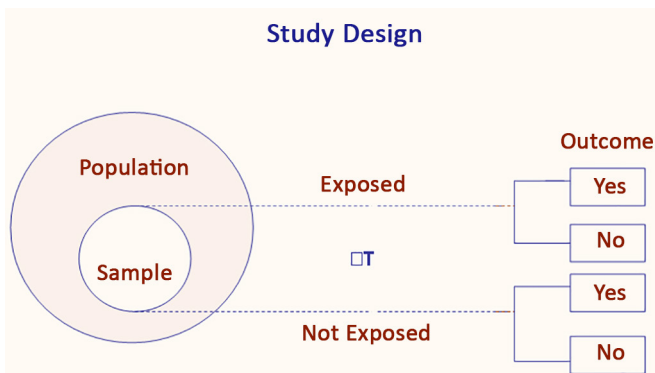 Study Design
Population
Sample
Exposed
□T
Not Exposed
Outcome
Yes
No
Yes
No